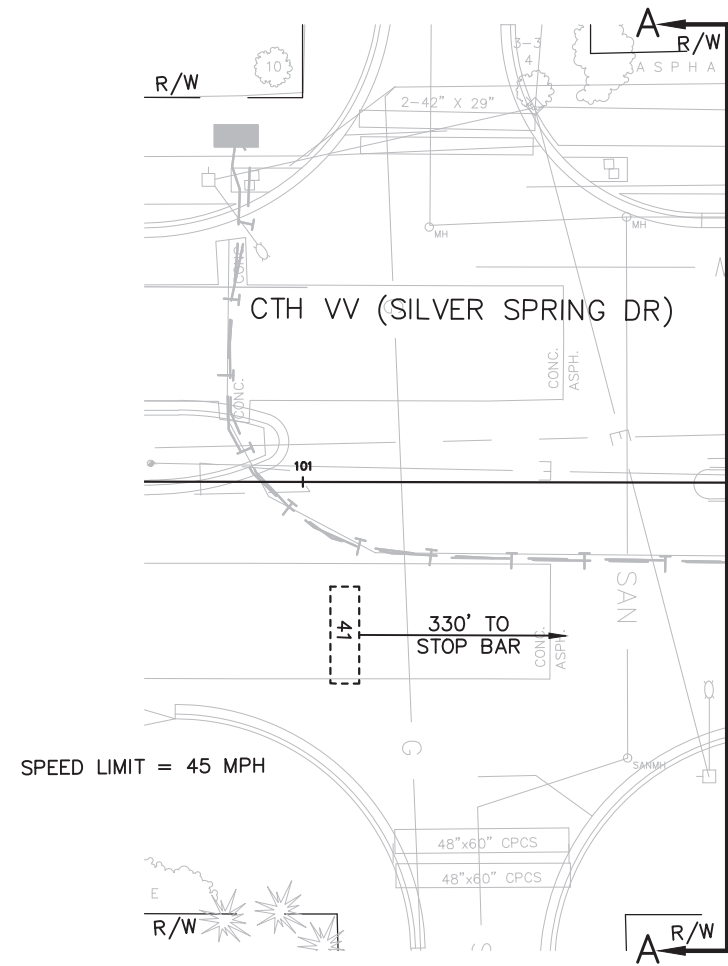 A
R/W
R/W
10
3-3
4
ASPHA
2-42" X 29"
MH
MH
CONC.
CTH VV (SILVER SPRING DR)
G
CONC.
ASPH.
CONC.
E
101
E
SAN
41
330' TO
STOP BAR
CONC.
ASPH.
G
SPEED LIMIT = 45 MPH
SANMH
48"x60" CPCS
48"x60" CPCS
E
R/W
R/W
A